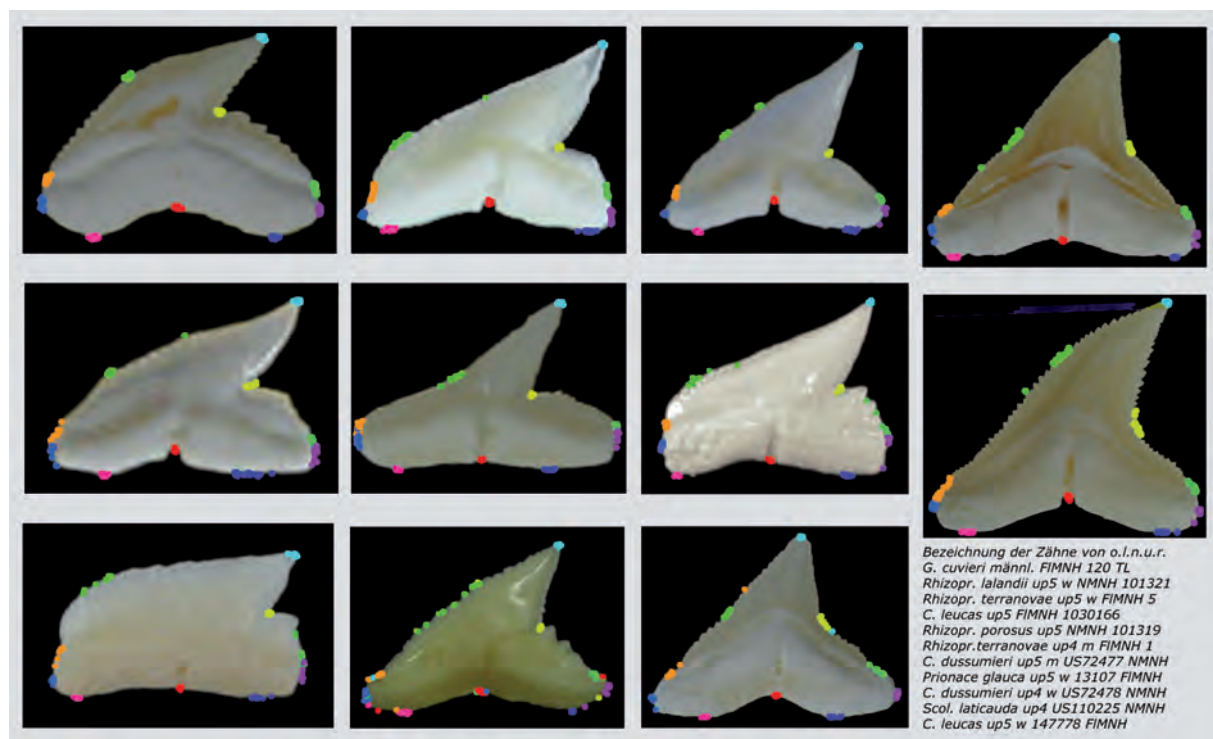 Bezeichnung der Zähne von o.l.n.u.r.
G. cuvieri männl. FlMNH 120 TL
Rhizopr. lalandii up5 w NMNH 101321
Rhizopr. terranovae up5 w FlMNH 5
C. leucas up5 FlMNH 1030166
Rhizopr. porosus up5 NMNH 101319
Rhizopr.terranovae up4 m FlMNH 1
C. dussumieri up5 m US72477 NMNH
Prionace glauca up5 w 13107 FlMNH
C. dussumieri up4 w US72478 NMNH
Scol. laticauda up4 US110225 NMNH
C. leucas up5 w 147778 FlMNH